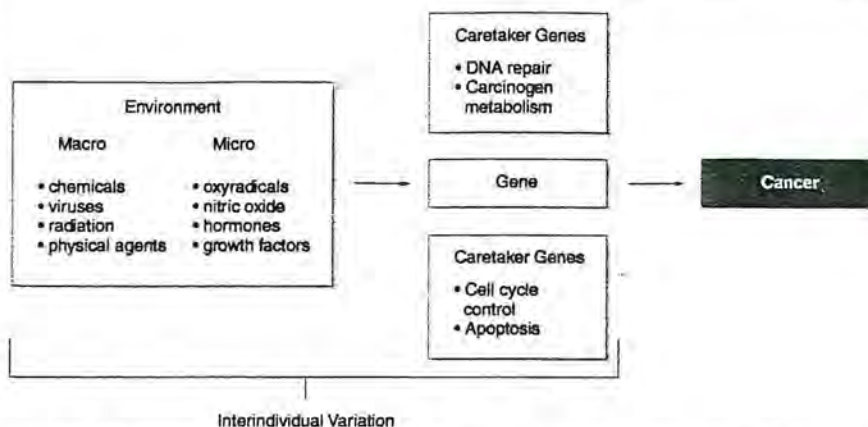 Environment
Macro
• chemicals
• viruses
• radiation
• physical agents
Micro
• oxyradicals
• nitric oxide
• hormones
• growth factors
Caretaker Genes
• DNA repair
• Carcinogen
metabolism
Gene
Caretaker Genes
• Cell cycle
control
• Apoptosis
Cancer
Interindividual Variation